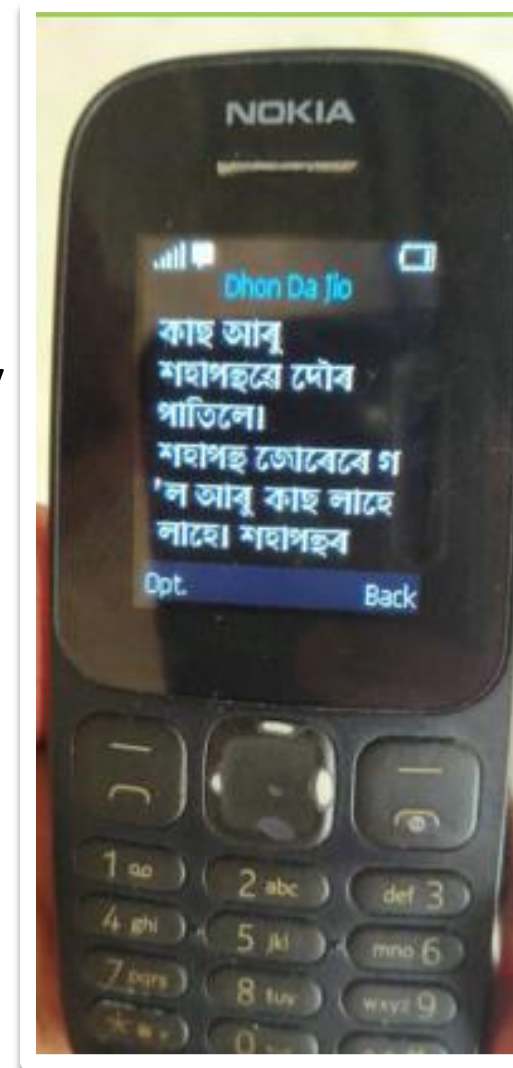 NOKIA
Dhon Da Jio
কাছ আৰু
শহাপহুৱে দৌৰ
পাতিলে।
শহাপহু জোৰেৰে গ
'ল আৰু কাছ লাহে
লাহে। শহাপহুৰ
Opt. Back
1
2 abc
def 3
4 ghi
5 jkl
mno 6
7 pqrs
8 tuv
wxyz 9
0